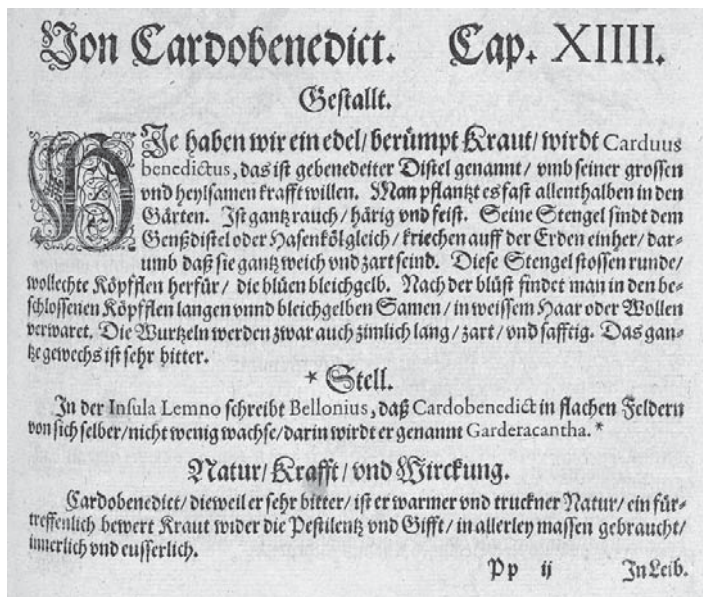 Von Cardobenedict. Cap. XIIII.
Gestallt.
HJe haben wir ein edel/ berümpt Kraut/ wirdt Carduus
benedictus, das ist gebenedeiter Distel genannt/ vmb seiner grossen
vnd heylsamen krafft willen. Man pflantzt es fast allenthalben in den
Gärten. Ist gantz rauch/ härig vnd feist. Seine Stengel sindt dem
Genßdistel oder Hasenkölgleich/ kriechen auff der Erden einher/ dar-
umb daß sie gantz weich vnd zart seind. Diese Stengel stossen runde/
wollechte Köpfflen herfür/ die blüen bleichgelb. Nach der blüst findet man in den be-
schlossenen Köpfflen langen vnnd bleichgelben Samen/ in weissem Haar oder Wollen
verwaret. Die Wurtzeln werden zwar auch zimlich lang/ zart/ vnd safftig. Das gan-
tze gewechs ist sehr bitter.
* Stell.
In der Insula Lemno schreibt Bellonius, daß Cardobenedict in flachen Feldern
von sich selber/ nicht wenig wachse/ darin wirdt er genannt Garderacantha. *
Natur/ Krafft/ vnd Wirckung.
Cardobenedict/ dieweil er sehr bitter/ ist er warmer vnd truckner Natur/ ein für-
treffenlich bewert Kraut wider die Pestilentz vnd Gifft/ in allerley massen gebraucht/
innerlich vnd eusserlich.
Pp ij In Leib.